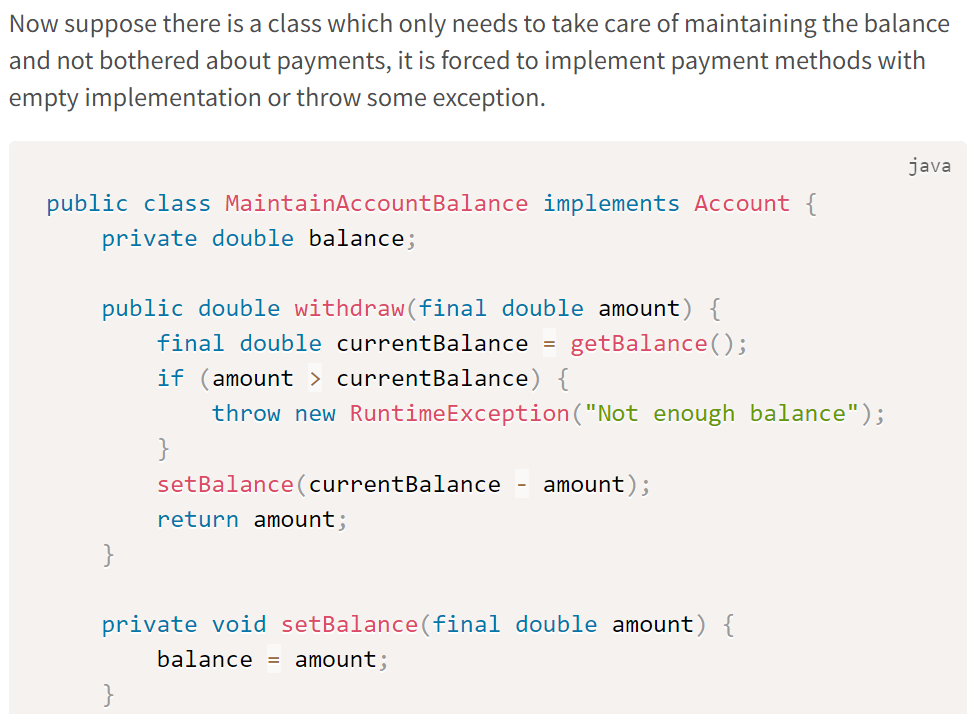 Now suppose there is a class which only needs to take care of maintaining the balance
and not bothered about payments, it is forced to implement payment methods with
empty implementation or throw some exception.
java
public class MaintainAccountBalance implements Account {
    private double balance;

    public double withdraw(final double amount) {
        final double currentBalance = getBalance();
        if (amount > currentBalance) {
            throw new RuntimeException("Not enough balance");
        }
        setBalance(currentBalance - amount);
        return amount;
    }

    private void setBalance(final double amount) {
        balance = amount;
    }